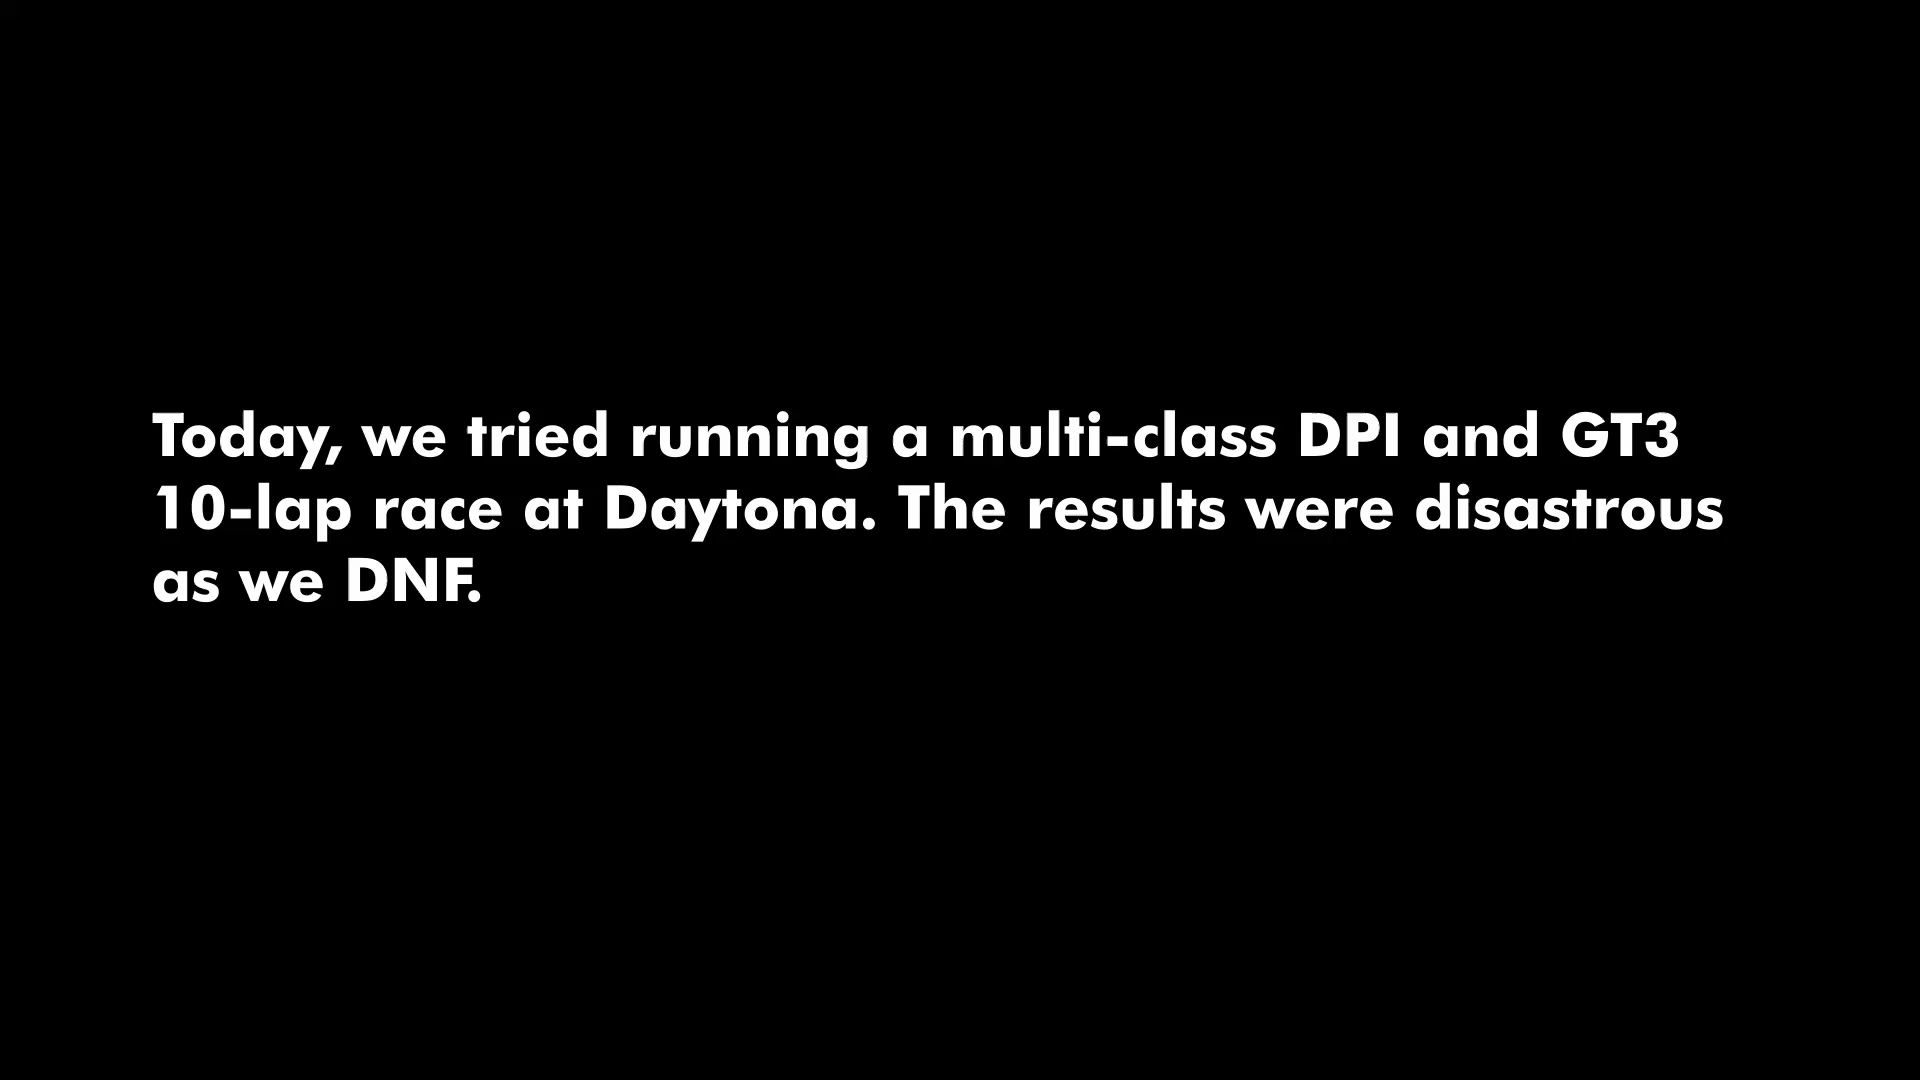 Today, we tried running a multi-class DPI and GT3
10-lap race at Daytona. The results were disastrous
as we DNF.